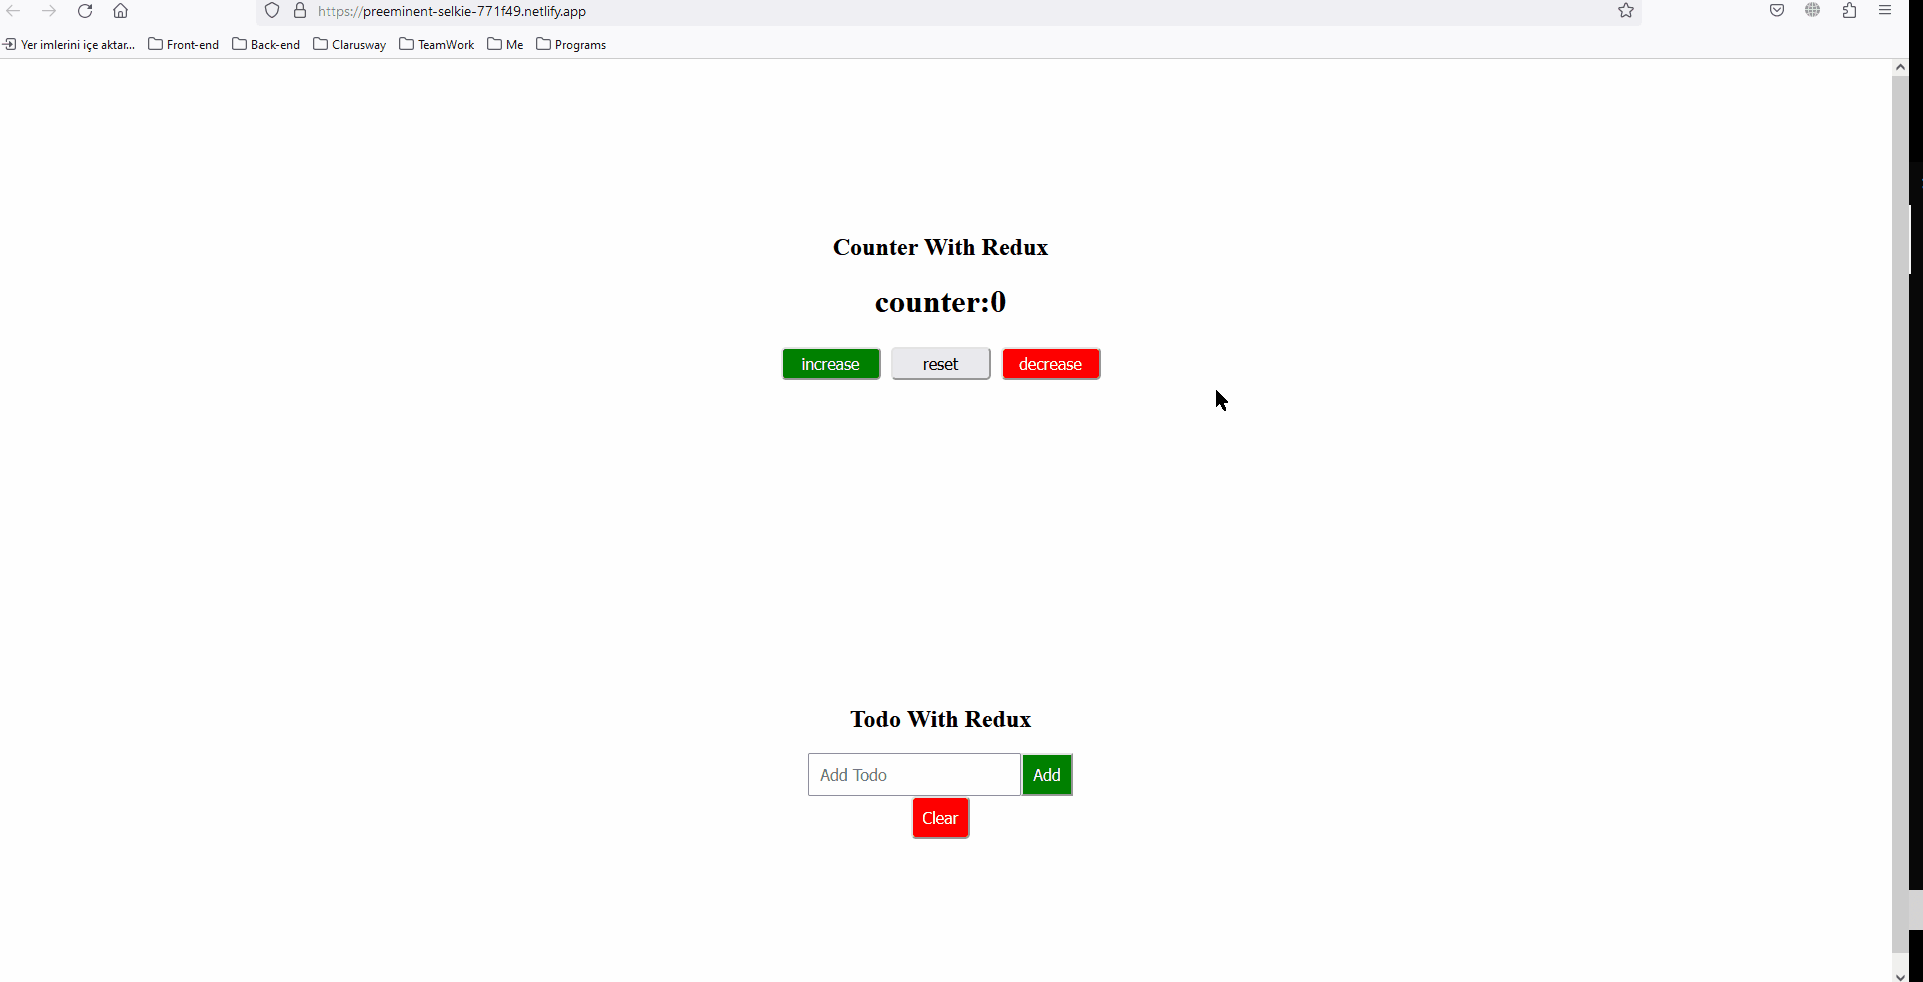 https://preeminent-selkie-771f49.netlify.app
Yer imlerini içe aktar... Front-end Back-end Clarusway TeamWork Me Programs
Counter With Redux
counter:0
increase reset decrease
Todo With Redux
Add Todo Add
Clear